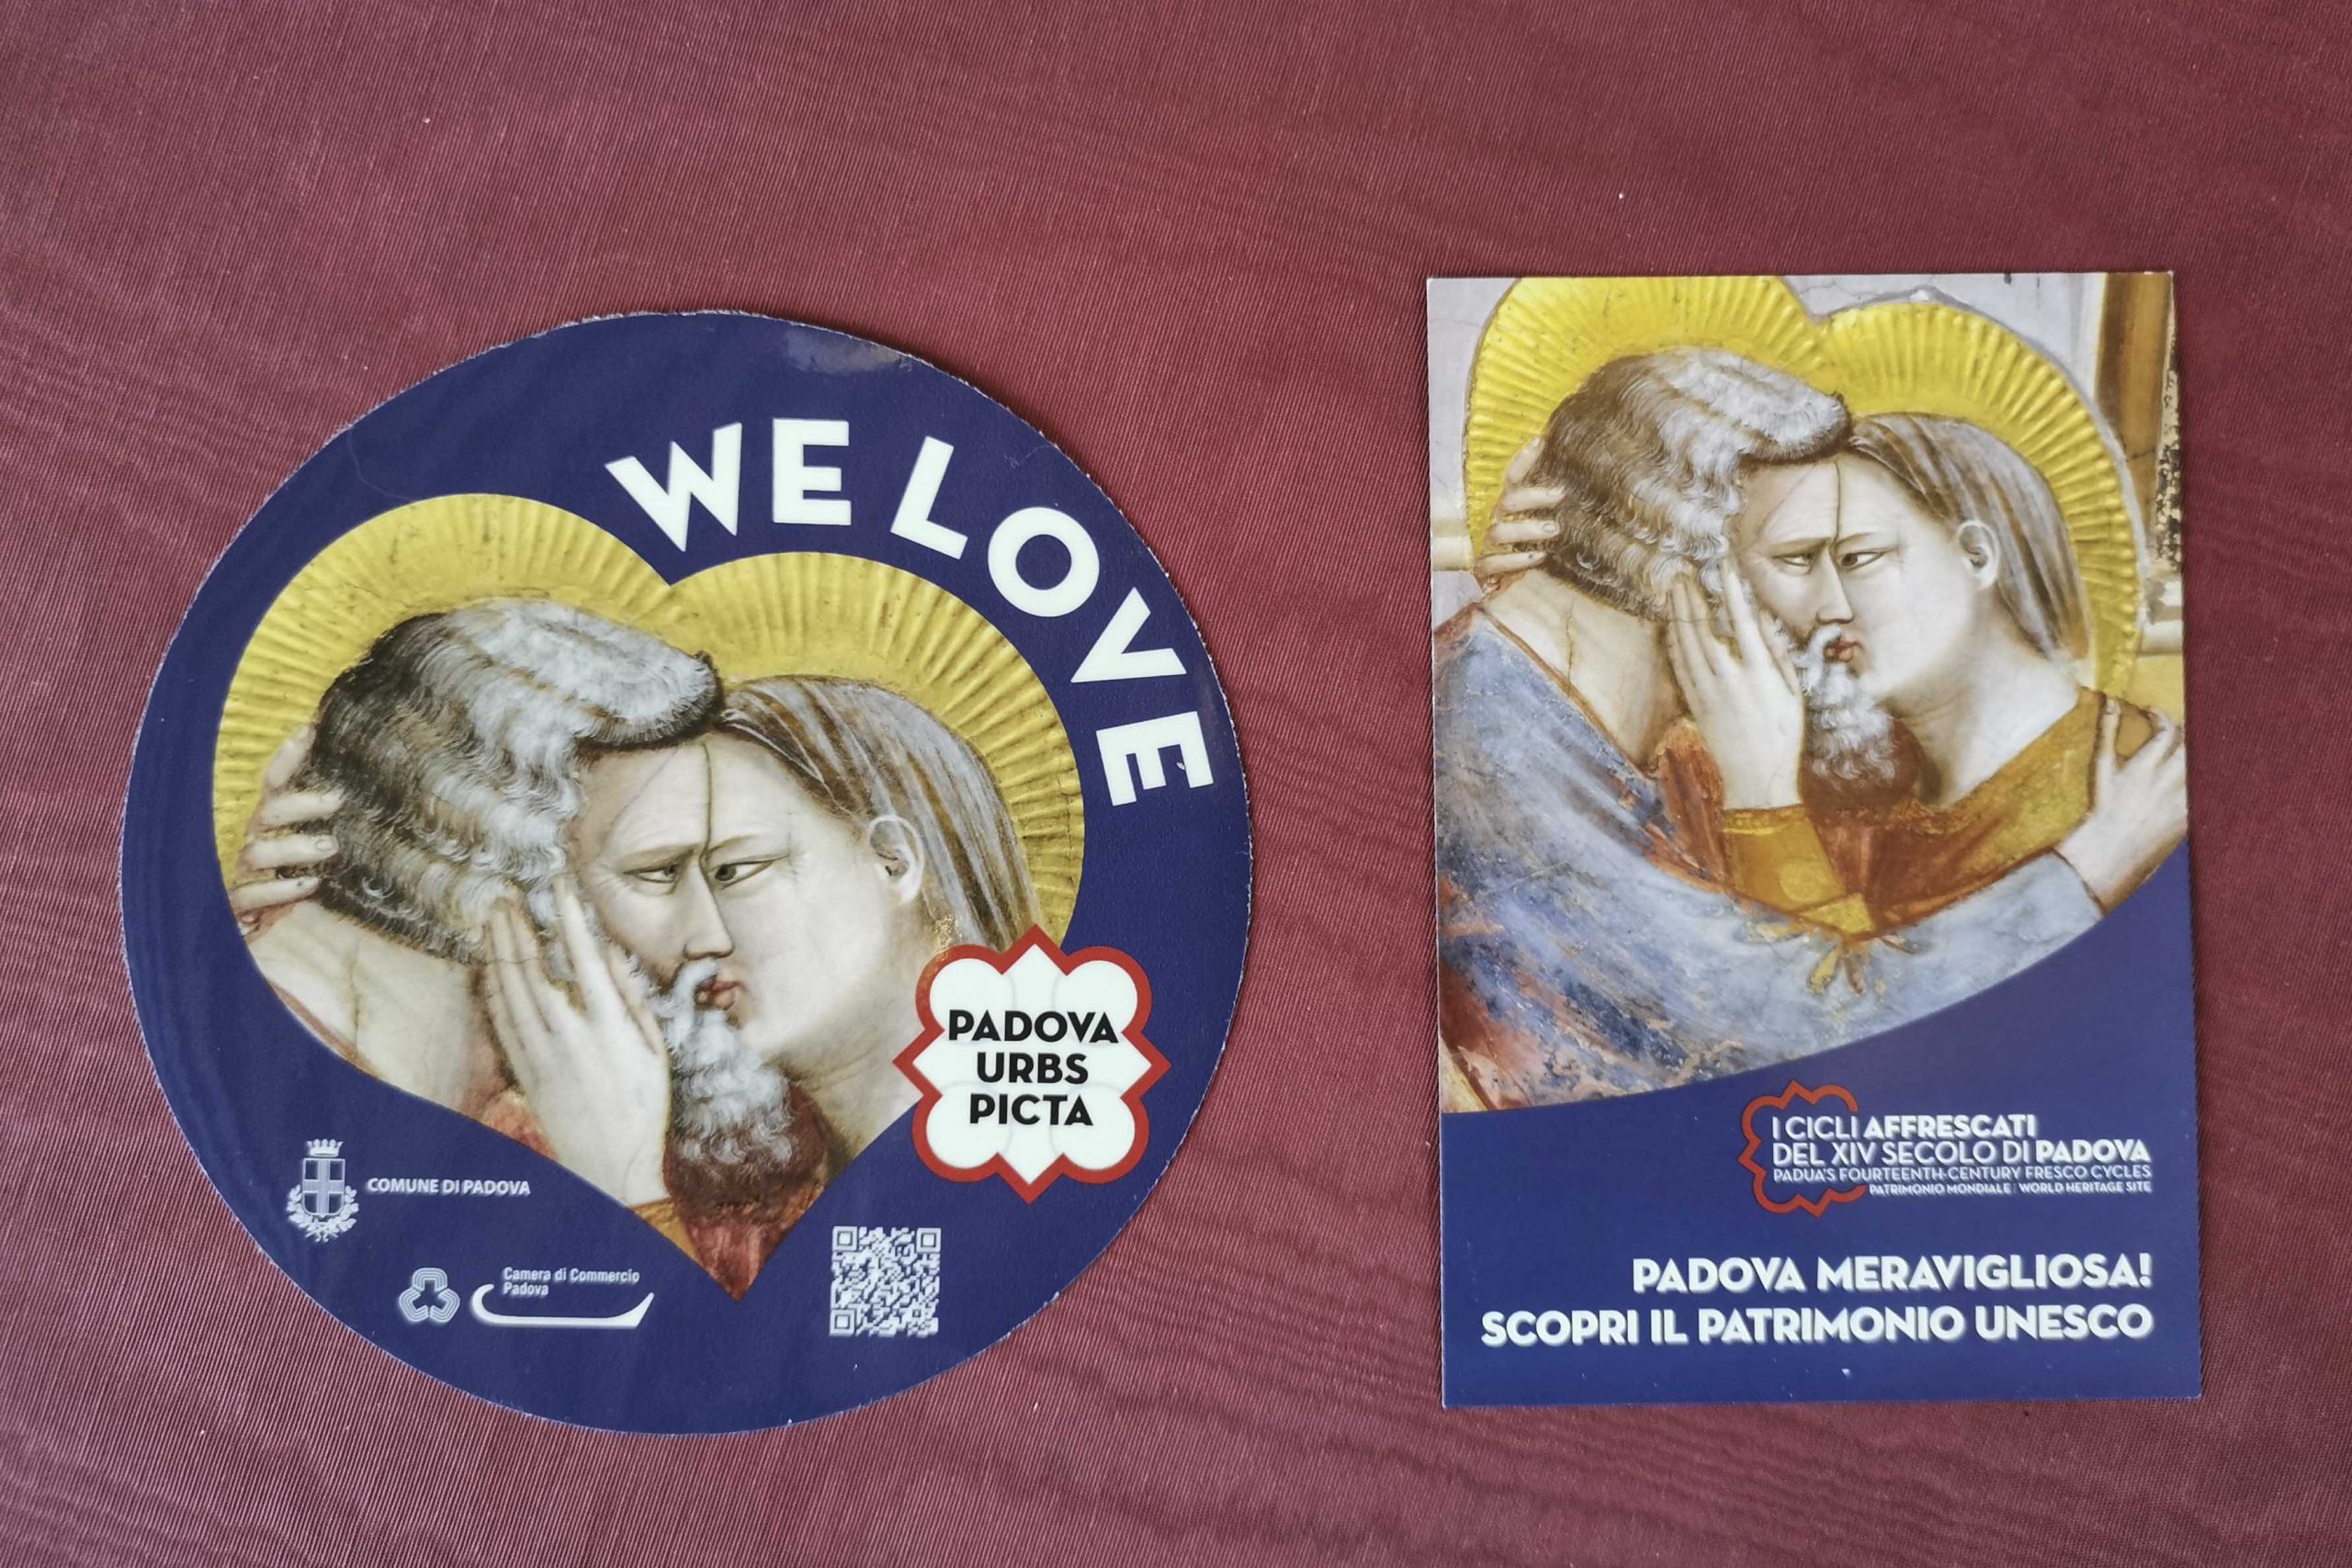 WE LOVE
PADOVA
URBS
PICTA
COMUNE DI PADOVA
Camera di Commercio
Padova
I CICLI AFFRESCATI
DEL XIV SECOLO DI PADOVA
PADUA'S FOURTEENTH-CENTURY FRESCO CYCLES
PATRIMONIO MONDIALE | WORLD HERITAGE SITE
PADOVA MERAVIGLIOSA!
SCOPRI IL PATRIMONIO UNESCO